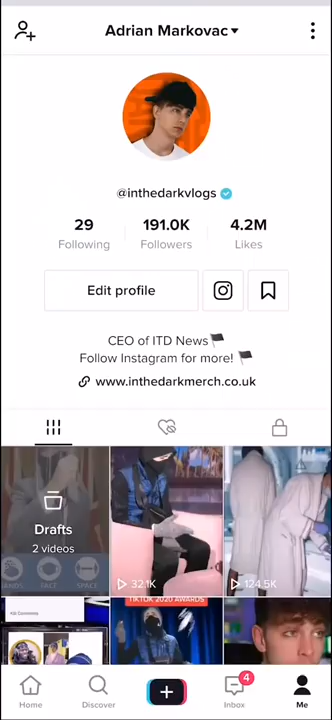 Adrian Markovac
@inthedarkvlogs
29 191.0K 4.2M
Following Followers Likes
Edit profile
CEO of ITD News🏴
Follow Instagram for more! 🏴
www.inthedarkmerch.co.uk
Drafts
2 videos
32.1K
124.5K
TIKTOK 2020 AWARDS
4
Home Discover Inbox Me